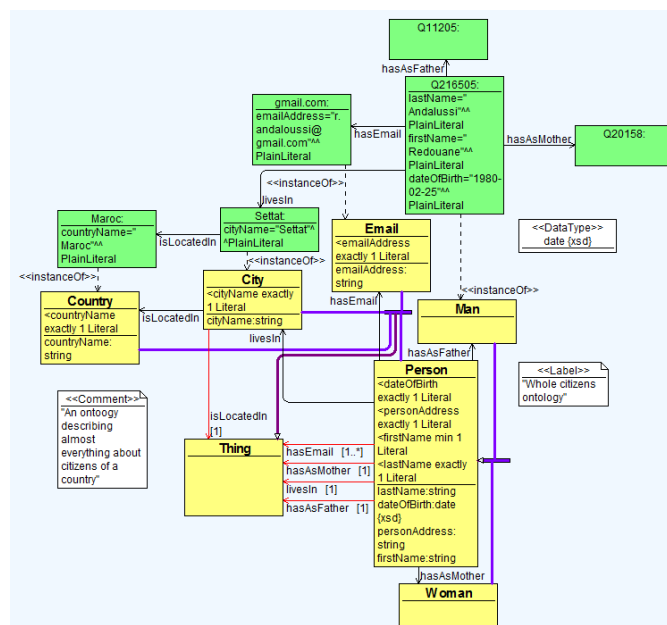 Q11205:
hasAsFather
Q216505:
lastName="
Andalussi"^^
PlainLiteral
firstName="
Redouane"^^
PlainLiteral
dateOfBirth="1980-
02-25"^^
PlainLiteral
gmail.com:
emailAddress="r.
andaloussi@
gmail.com"^^
PlainLiteral
hasEmail
hasAsMother
Q20158:
<<instanceOf>>
livesIn
Maroc:
countryName="
Maroc"^^
PlainLiteral
isLocatedIn
Settat:
cityName="Settat"^
^PlainLiteral
<<instanceOf>>
<<instanceOf>>
Email
<emailAddress
exactly 1 Literal
emailAddress:
string
<<DataType>>
date {xsd}
City
<cityName exactly
1 Literal
cityName:string
Country
<countryName
exactly 1 Literal
countryName:
string
isLocatedIn
hasEmail
<<instanceOf>>
Man
livesIn
hasAsFather
Person
<dateOfBirth
exactly 1 Literal
<personAddress
exactly 1 Literal
<firstName min 1
Literal
<lastName exactly
1 Literal
lastName:string
dateOfBirth:date
{xsd}
personAddress:
string
firstName:string
<<Label>>
"Whole citizens
ontology"
<<Comment>>
"An ontoogy
describing
almost
everything about
citizens of a
country"
isLocatedIn
[1]
Thing
hasEmail [1..*]
hasAsMother [1]
livesIn [1]
hasAsFather [1]
hasAsMother
Woman